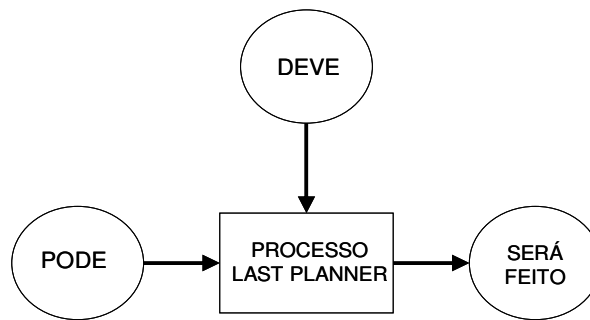 DEVE
PODE
PROCESSO
LAST PLANNER
SERÁ
FEITO